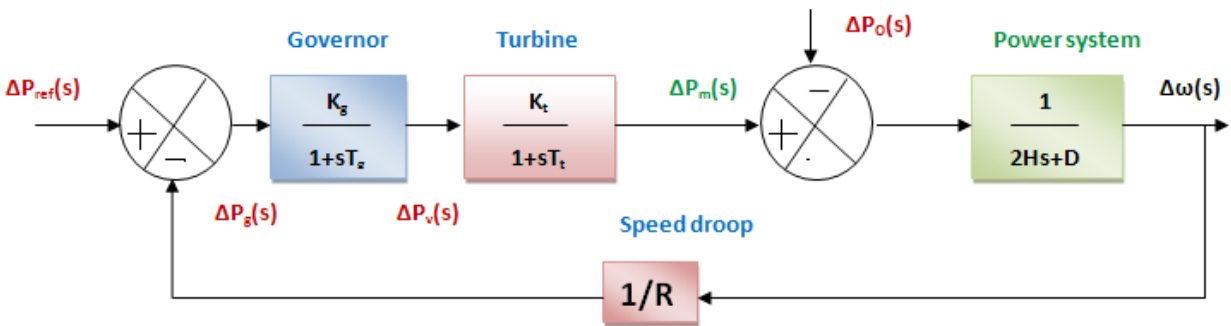 Governor
Turbine
ΔP₀(s)
Power system
ΔPref(s)
+
−
Kg
1+sTg
Kt
1+sTt
ΔPm(s)
−
+
.
1
2Hs+D
Δω(s)
ΔPg(s)
ΔPv(s)
Speed droop
1/R